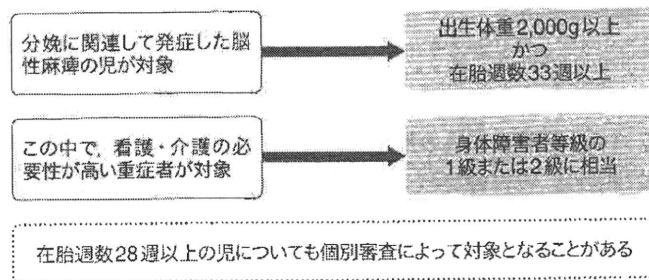 分娩に関連して発症した脳
性麻痺の児が対象
出生体重2,000g以上
かつ
在胎週数33週以上
この中で,看護・介護の必
要性が高い重症者が対象
身体障害者等級の
1級または2級に相当
在胎週数28週以上の児についても個別審査によって対象となることがある